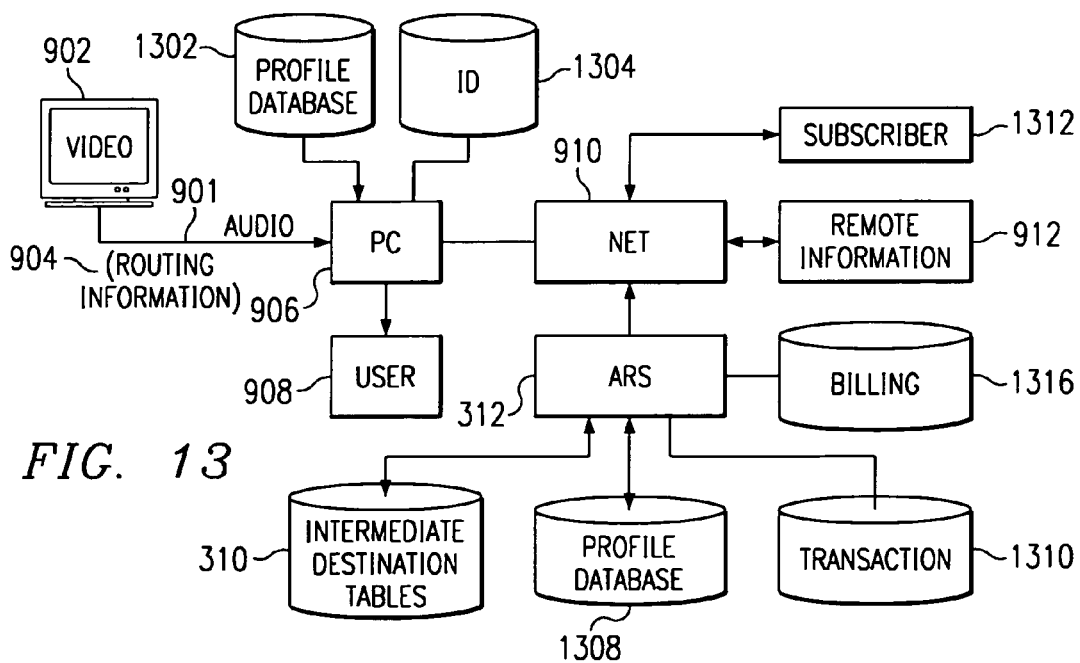 1302
902
PROFILE
DATABASE
ID
1304
VIDEO
910
SUBSCRIBER
1312
901
AUDIO
PC
NET
REMOTE
INFORMATION
912
904
(ROUTING
INFORMATION)
906
USER
908
ARS
312
BILLING
1316
FIG. 13
310
INTERMEDIATE
DESTINATION
TABLES
PROFILE
DATABASE
1308
TRANSACTION
1310